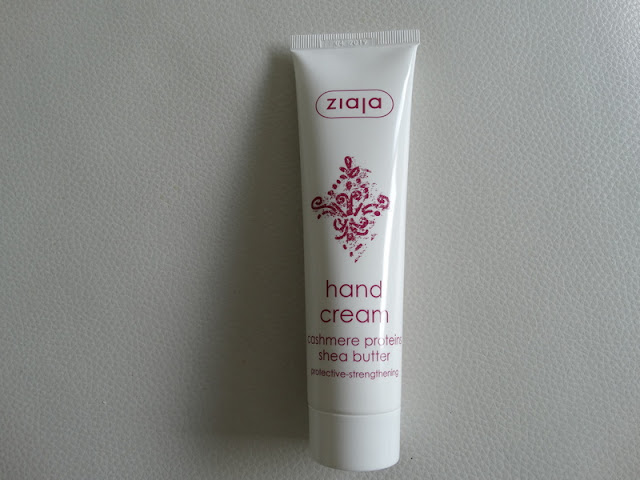 ziaja
hand
cream
cashmere proteins
shea butter
protective-strengthening